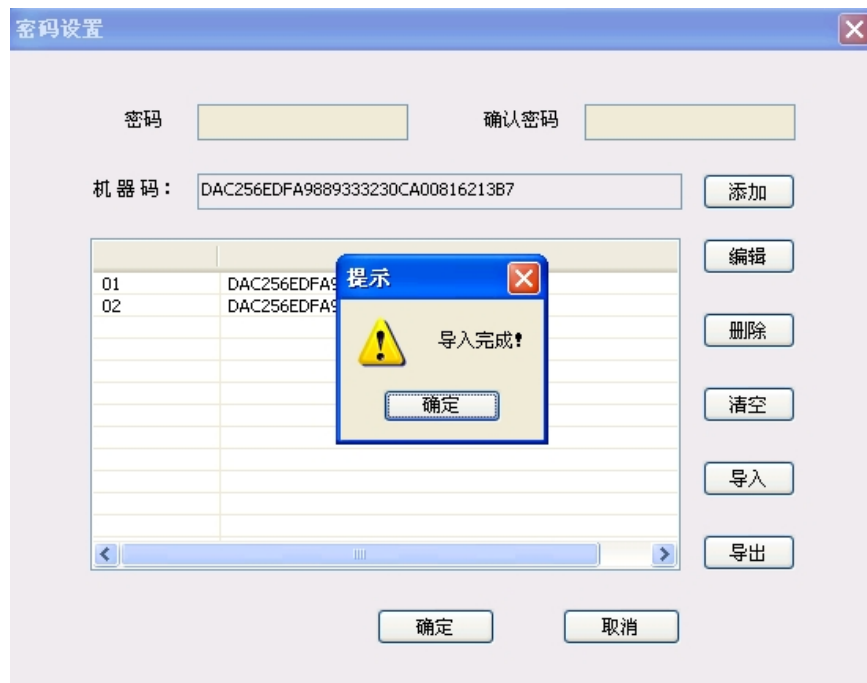 密码设置
密码
确认密码
机器码：
DAC256EDFA9889333230CA00816213B7
添加
编辑
01 DAC256EDFA9
02 DAC256EDFA9
提示
导入完成!
确定
删除
清空
导入
导出
确定
取消